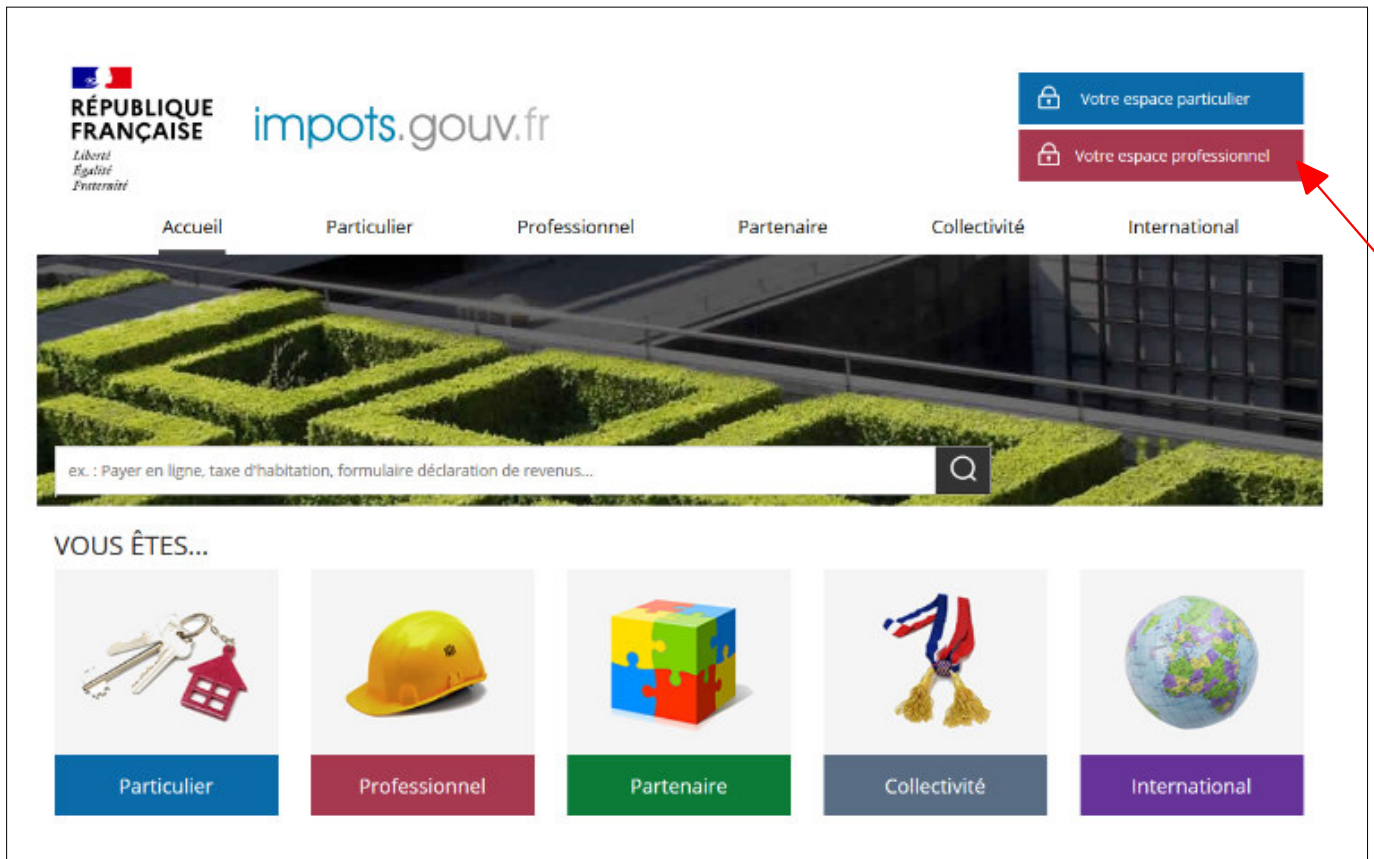 RÉPUBLIQUE
FRANÇAISE
Liberté
Égalité
Fraternité
impots.gouv.fr
Votre espace particulier
Votre espace professionnel
Accueil Particulier Professionnel Partenaire Collectivité International
ex. : Payer en ligne, taxe d'habitation, formulaire déclaration de revenus...
VOUS ÊTES...
Particulier Professionnel Partenaire Collectivité International